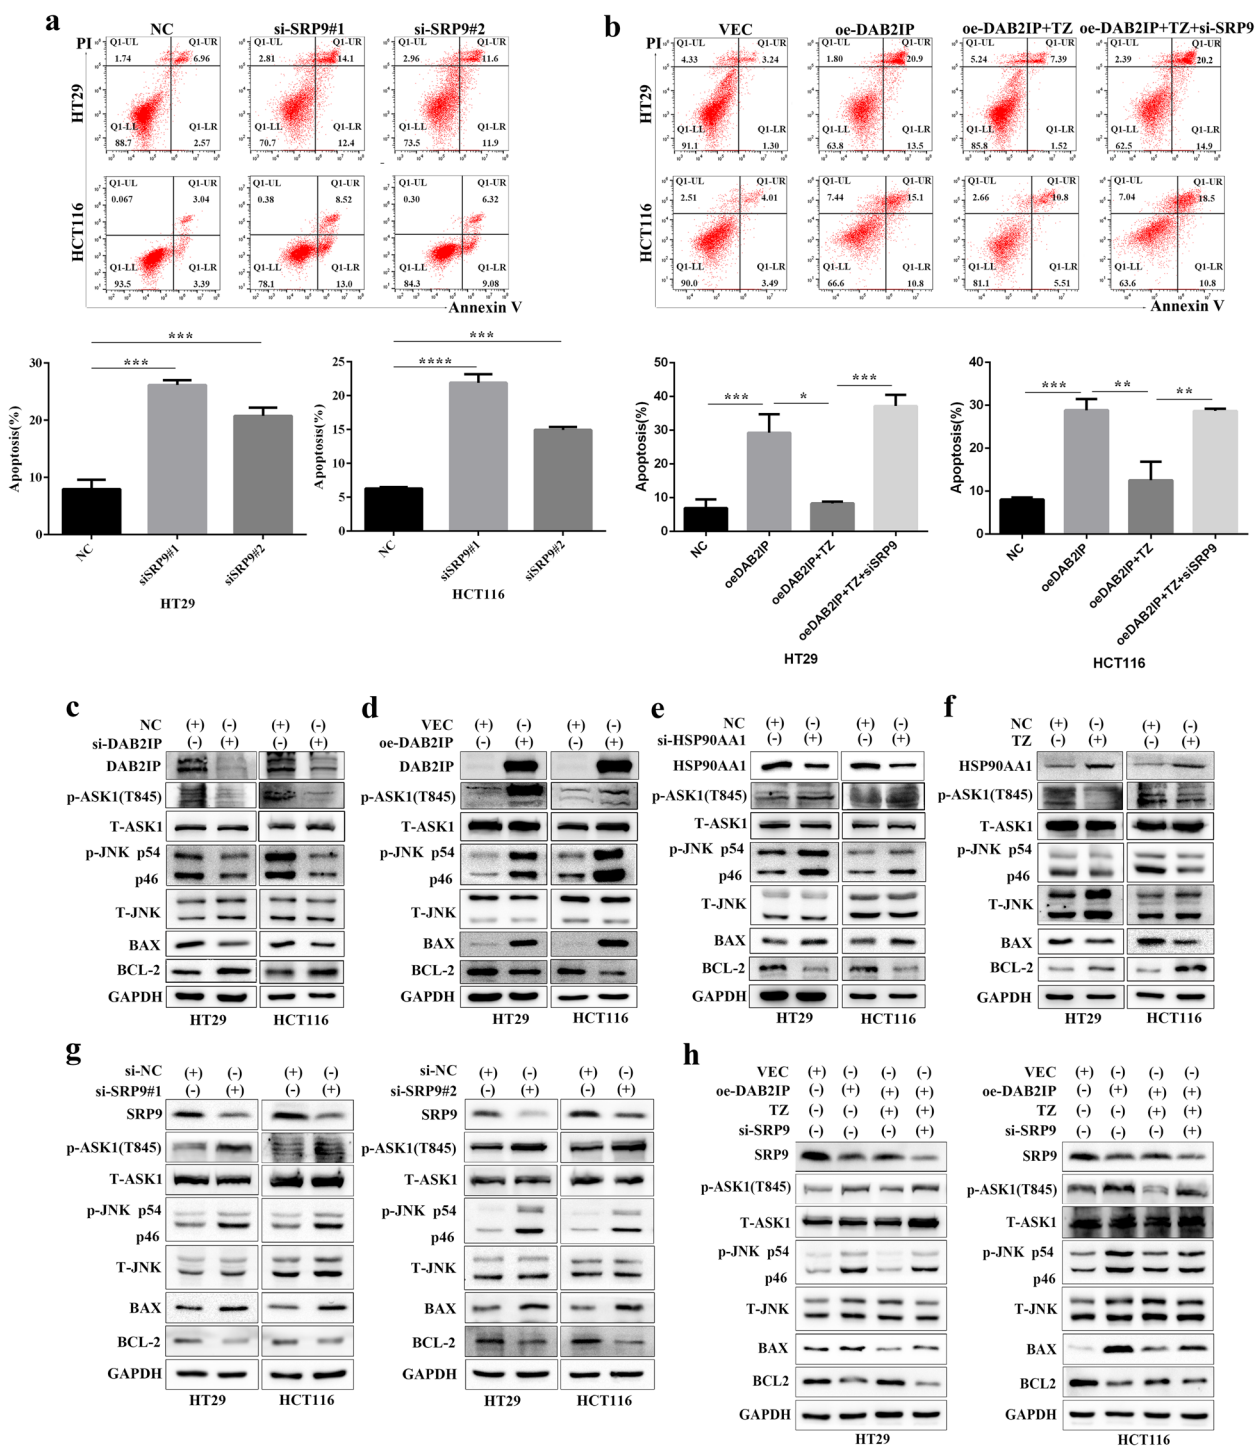 a
NC si-SRP9#1 si-SRP9#2
PI
HT29
Q1-UL Q1-UR Q1-UL Q1-UR Q1-UL Q1-UR
1.74 6.96 2.81 14.1 2.96 11.6
Q1-LL Q1-LR Q1-LL Q1-LR Q1-LL Q1-LR
88.7 2.57 70.7 12.4 73.5 11.9
HCT116
Q1-UL Q1-UR Q1-UL Q1-UR Q1-UL Q1-UR
0.067 3.04 0.38 8.52 0.30 6.32
Q1-LL Q1-LR Q1-LL Q1-LR Q1-LL Q1-LR
93.5 3.39 78.1 13.0 84.3 9.08
Annexin V
Apoptosis(%)
30
20
10
0
***
***
NC siSRP9#1 siSRP9#2
HT29
Apoptosis(%)
25
20
15
10
5
0
***
****
NC siSRP9#1 siSRP9#2
HCT116
b
VEC oe-DAB2IP oe-DAB2IP+TZ oe-DAB2IP+TZ+si-SRP9
PI
HT29
Q1-UL Q1-UR Q1-UL Q1-UR Q1-UL Q1-UR Q1-UL Q1-UR
4.33 3.24 1.80 20.9 5.24 7.39 2.39 20.2
Q1-LL Q1-LR Q1-LL Q1-LR Q1-LL Q1-LR Q1-LL Q1-LR
91.1 1.30 63.8 13.5 85.8 1.52 62.5 14.9
HCT116
Q1-UL Q1-UR Q1-UL Q1-UR Q1-UL Q1-UR Q1-UL Q1-UR
2.51 4.01 7.44 15.1 2.66 10.8 7.04 18.5
Q1-LL Q1-LR Q1-LL Q1-LR Q1-LL Q1-LR Q1-LL Q1-LR
90.0 3.49 66.6 10.8 81.1 5.51 63.6 10.8
Annexin V
Apoptosis(%)
50
40
30
20
10
0
*** * ***
NC oeDAB2IP oeDAB2IP+TZ oeDAB2IP+TZ+siSRP9
HT29
Apoptosis(%)
40
30
20
10
0
*** ** **
NC oeDAB2IP oeDAB2IP+TZ oeDAB2IP+TZ+siSRP9
HCT116
c
NC (+) (-) (+) (-)
si-DAB2IP (-) (+) (-) (+)
DAB2IP
p-ASK1(T845)
T-ASK1
p-JNK p54
p46
T-JNK
BAX
BCL-2
GAPDH
HT29 HCT116
d
VEC (+) (-) (+) (-)
oe-DAB2IP (-) (+) (-) (+)
DAB2IP
p-ASK1(T845)
T-ASK1
p-JNK p54
p46
T-JNK
BAX
BCL-2
GAPDH
HT29 HCT116
e
NC (+) (-) (+) (-)
si-HSP90AA1 (-) (+) (-) (+)
HSP90AA1
p-ASK1(T845)
T-ASK1
p-JNK p54
p46
T-JNK
BAX
BCL-2
GAPDH
HT29 HCT116
f
NC (+) (-) (+) (-)
TZ (-) (+) (-) (+)
HSP90AA1
p-ASK1(T845)
T-ASK1
p-JNK p54
p46
T-JNK
BAX
BCL-2
GAPDH
HT29 HCT116
g
si-NC (+) (-) (+) (-)
si-SRP9#1 (-) (+) (-) (+)
SRP9
p-ASK1(T845)
T-ASK1
p-JNK p54
p46
T-JNK
BAX
BCL-2
GAPDH
HT29 HCT116
si-NC (+) (-) (+) (-)
si-SRP9#2 (-) (+) (-) (+)
SRP9
p-ASK1(T845)
T-ASK1
p-JNK p54
p46
T-JNK
BAX
BCL-2
GAPDH
HT29 HCT116
h
VEC (+) (-) (-) (-)
oe-DAB2IP (-) (+) (+) (+)
TZ (-) (-) (+) (+)
si-SRP9 (-) (-) (-) (+)
SRP9
p-ASK1(T845)
T-ASK1
p-JNK p54
p46
T-JNK
BAX
BCL2
GAPDH
HT29
VEC (+) (-) (-) (-)
oe-DAB2IP (-) (+) (+) (+)
TZ (-) (-) (+) (+)
si-SRP9 (-) (-) (-) (+)
SRP9
p-ASK1(T845)
T-ASK1
p-JNK p54
p46
T-JNK
BAX
BCL2
GAPDH
HCT116